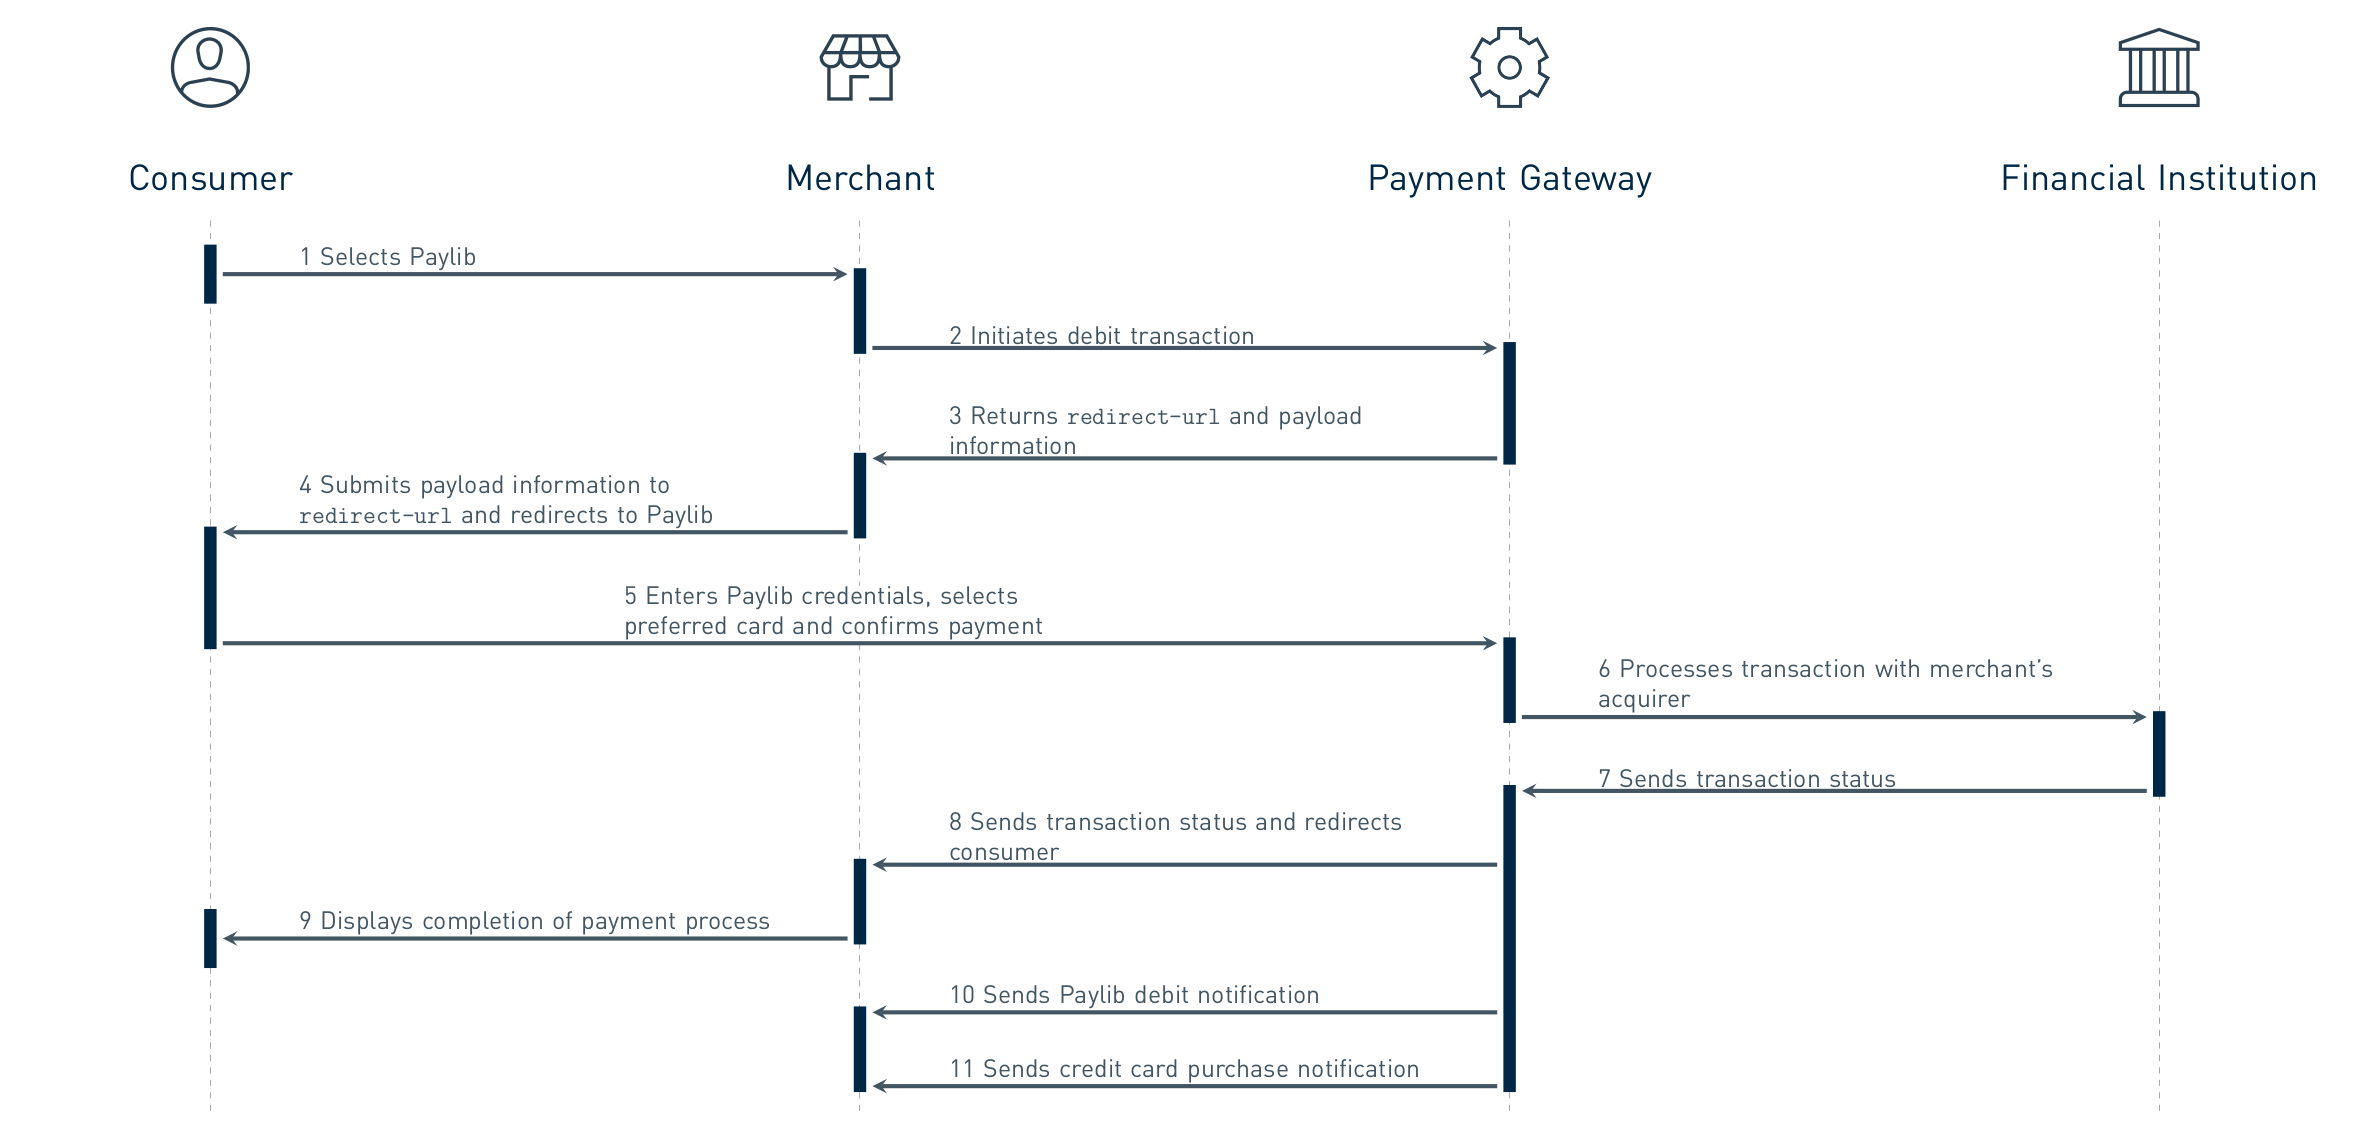 Consumer
Merchant
Payment Gateway
Financial Institution
1 Selects Paylib
2 Initiates debit transaction
3 Returns redirect-url and payload
information
4 Submits payload information to
redirect-url and redirects to Paylib
5 Enters Paylib credentials, selects
preferred card and confirms payment
6 Processes transaction with merchant’s
acquirer
7 Sends transaction status
8 Sends transaction status and redirects
consumer
9 Displays completion of payment process
10 Sends Paylib debit notification
11 Sends credit card purchase notification